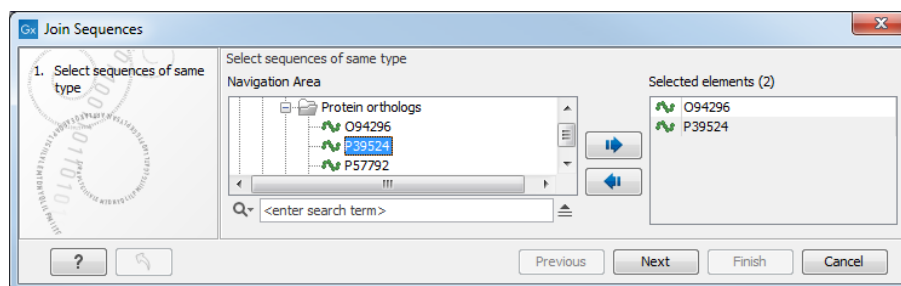 Gx Join Sequences
1. Select sequences of same
type
Select sequences of same type
Navigation Area
Protein orthologs
O94296
P39524
P57792
<enter search term>
Selected elements (2)
O94296
P39524
?
Previous
Next
Finish
Cancel